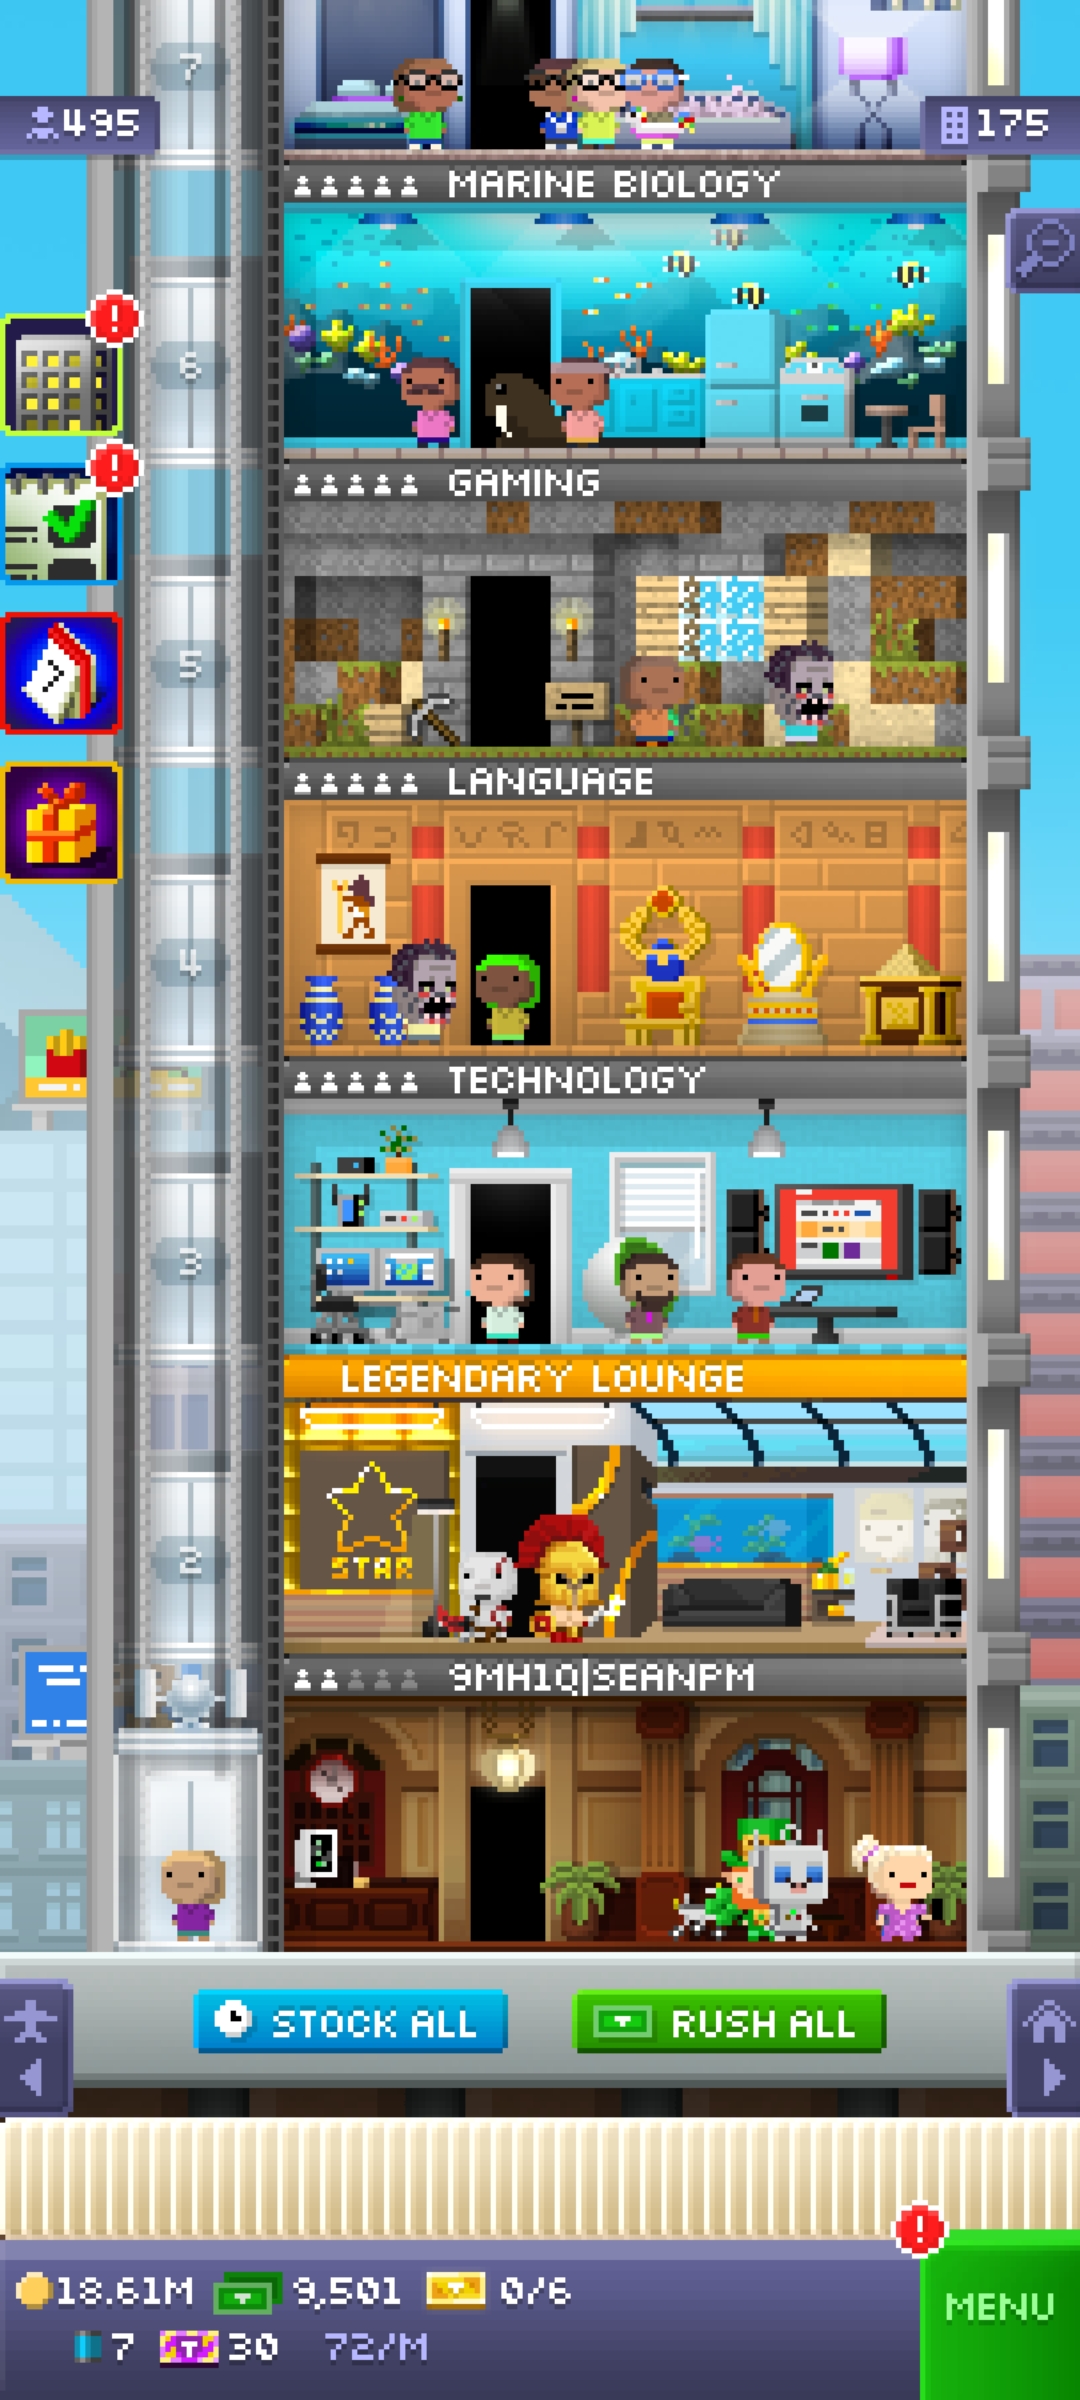 7
495
175
MARINE BIOLOGY
6
GAMING
7
5
LANGUAGE
4
TECHNOLOGY
3
LEGENDARY LOUNGE
STAR
2
9MH1Q|SEANPM
STOCK ALL
RUSH ALL
18.61M 9,501 0/6
7 30 72/M
MENU